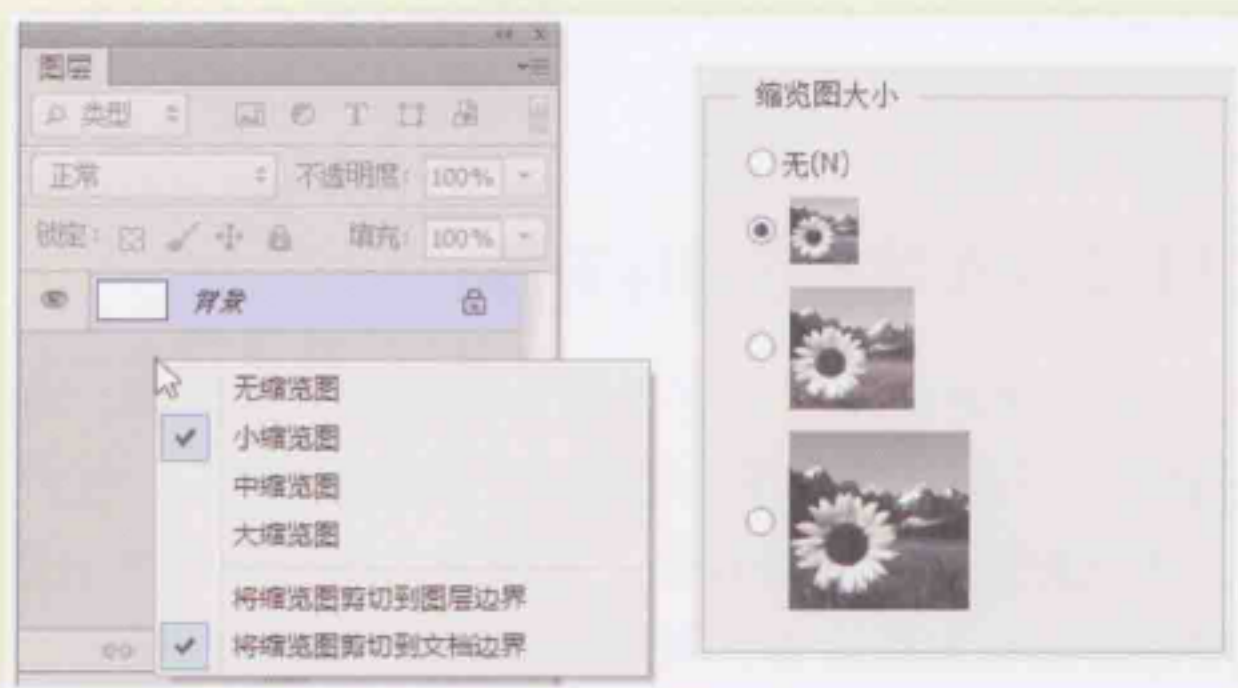 图层
类型 T
正常 不透明度: 100%
锁定: 填充: 100%
背景
无缩览图
小缩览图
中缩览图
大缩览图
将缩览图剪切到图层边界
将缩览图剪切到文档边界
缩览图大小
无(N)